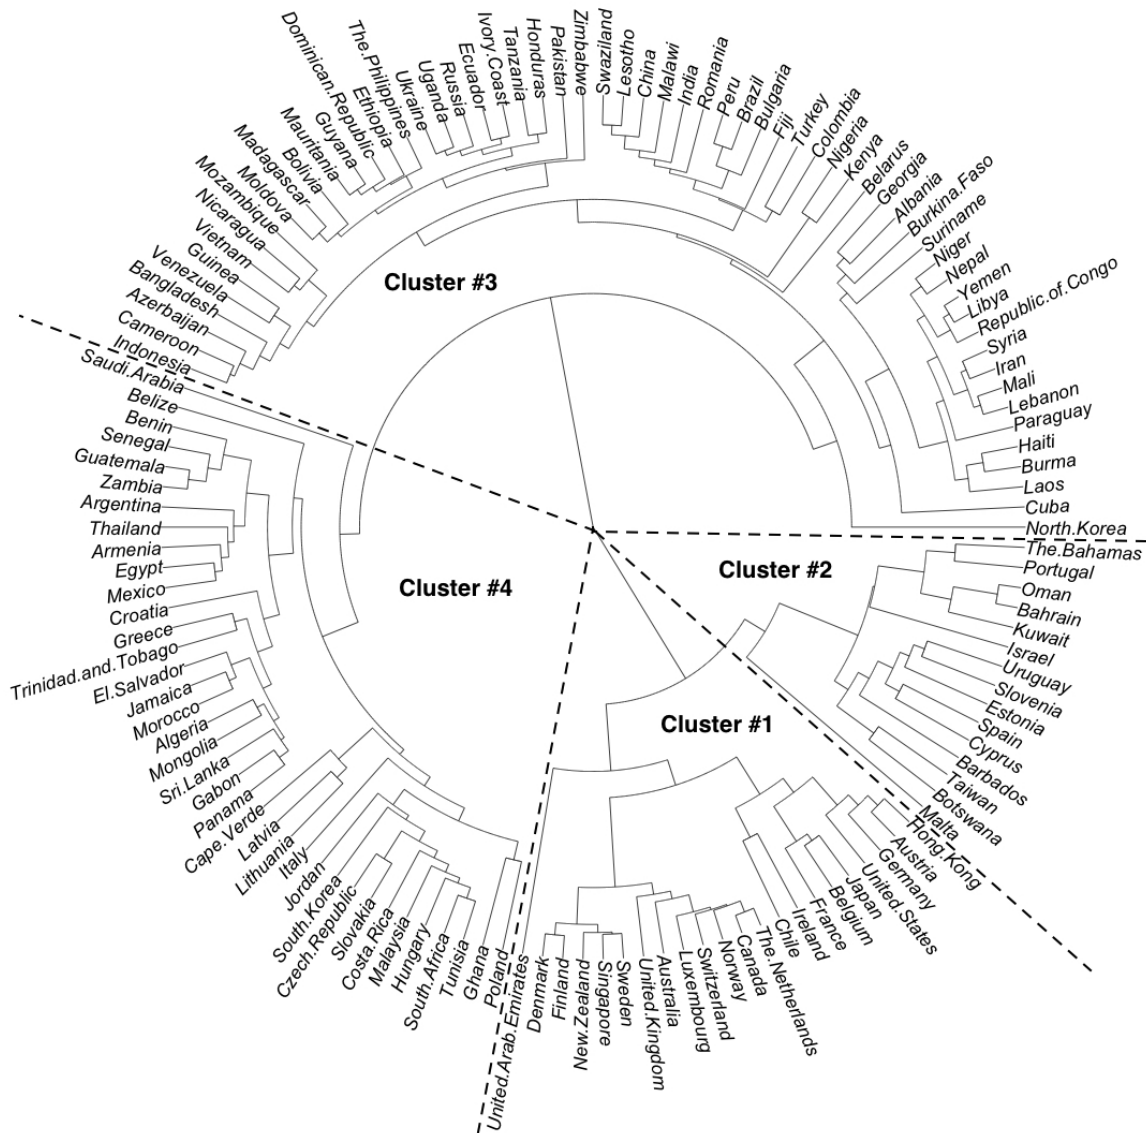 Zimbabwe
Swaziland
Lesotho
China
Malawi
India
Romania
Peru
Brazil
Bulgaria
Fiji
Turkey
Colombia
Nigeria
Kenya
Belarus
Georgia
Albania
Burkina.Faso
Suriname
Niger
Nepal
Yemen
Libya
Republic.of.Congo
Syria
Iran
Mali
Lebanon
Paraguay
Haiti
Burma
Laos
Cuba
North.Korea
The.Bahamas
Portugal
Oman
Bahrain
Kuwait
Israel
Uruguay
Slovenia
Estonia
Spain
Cyprus
Barbados
Taiwan
Botswana
Malta
Hong.Kong
Austria
Germany
United.States
Japan
Belgium
France
Ireland
Chile
The.Netherlands
Canada
Norway
Switzerland
Luxembourg
Australia
United.Kingdom
Sweden
Singapore
New.Zealand
Finland
Denmark
United.Arab.Emirates
Poland
Ghana
Tunisia
South.Africa
Hungary
Malaysia
Costa.Rica
Slovakia
Czech.Republic
South.Korea
Jordan
Italy
Lithuania
Latvia
Cape.Verde
Panama
Gabon
Sri.Lanka
Mongolia
Algeria
Morocco
Jamaica
El.Salvador
Trinidad.and.Tobago
Greece
Croatia
Mexico
Egypt
Armenia
Thailand
Argentina
Zambia
Guatemala
Senegal
Benin
Belize
Saudi.Arabia
Indonesia
Cameroon
Azerbaijan
Bangladesh
Venezuela
Guinea
Vietnam
Nicaragua
Mozambique
Moldova
Madagascar
Bolivia
Mauritania
Guyana
Dominican.Republic
Ethiopia
The.Philippines
Ukraine
Uganda
Russia
Ecuador
Ivory.Coast
Tanzania
Honduras
Pakistan
Cluster #3
Cluster #2
Cluster #4
Cluster #1